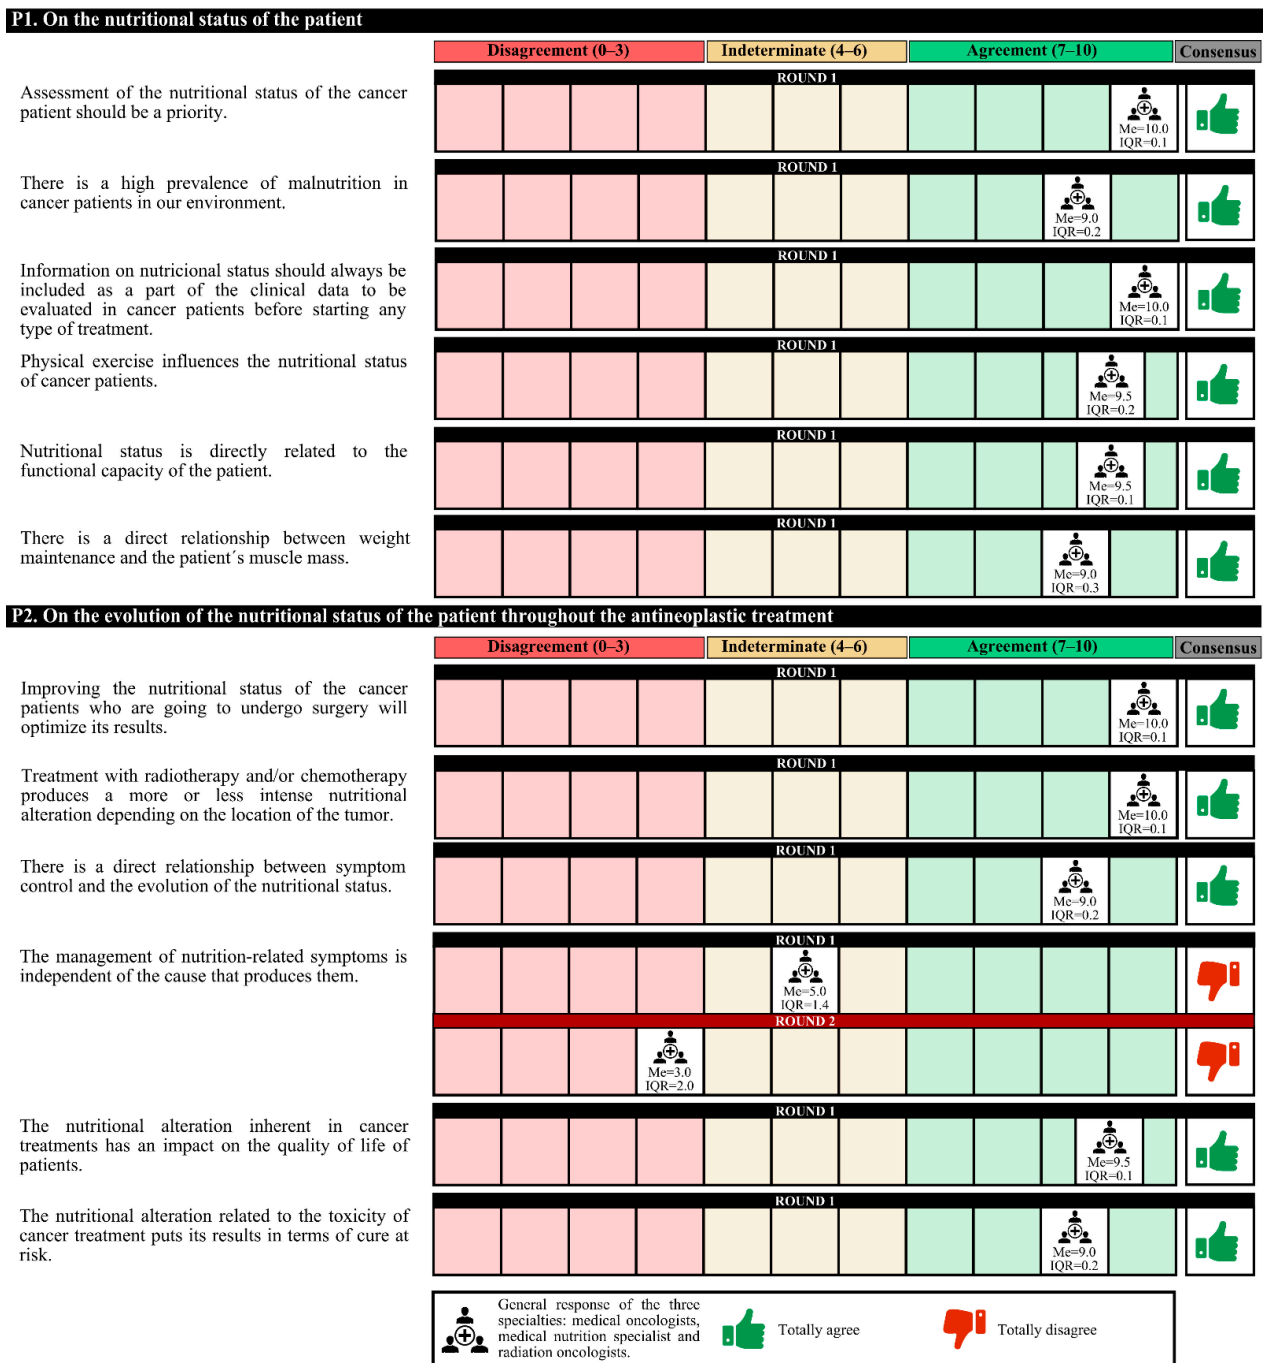 P1. On the nutritional status of the patient
Disagreement (0–3) Indeterminate (4–6) Agreement (7–10) Consensus
ROUND 1
Assessment of the nutritional status of the cancer
patient should be a priority.
Me=10.0
IQR=0.1
ROUND 1
There is a high prevalence of malnutrition in
cancer patients in our environment.
Me=9.0
IQR=0.2
ROUND 1
Information on nutricional status should always be
included as a part of the clinical data to be
evaluated in cancer patients before starting any
type of treatment.
Me=10.0
IQR=0.1
ROUND 1
Physical exercise influences the nutritional status
of cancer patients.
Me=9.5
IQR=0.2
ROUND 1
Nutritional status is directly related to the
functional capacity of the patient.
Me=9.5
IQR=0.1
ROUND 1
There is a direct relationship between weight
maintenance and the patient´s muscle mass.
Me=9.0
IQR=0.3
P2. On the evolution of the nutritional status of the patient throughout the antineoplastic treatment
Disagreement (0–3) Indeterminate (4–6) Agreement (7–10) Consensus
ROUND 1
Improving the nutritional status of the cancer
patients who are going to undergo surgery will
optimize its results.
Me=10.0
IQR=0.1
ROUND 1
Treatment with radiotherapy and/or chemotherapy
produces a more or less intense nutritional
alteration depending on the location of the tumor.
Me=10.0
IQR=0.1
ROUND 1
There is a direct relationship between symptom
control and the evolution of the nutritional status.
Me=9.0
IQR=0.2
ROUND 1
The management of nutrition-related symptoms is
independent of the cause that produces them.
Me=5.0
IQR=1.4
ROUND 2
Me=3.0
IQR=2.0
ROUND 1
The nutritional alteration inherent in cancer
treatments has an impact on the quality of life of
patients.
Me=9.5
IQR=0.1
ROUND 1
The nutritional alteration related to the toxicity of
cancer treatment puts its results in terms of cure at
risk.
Me=9.0
IQR=0.2
General response of the three
specialties: medical oncologists,
medical nutrition specialist and
radiation oncologists.
Totally agree
Totally disagree